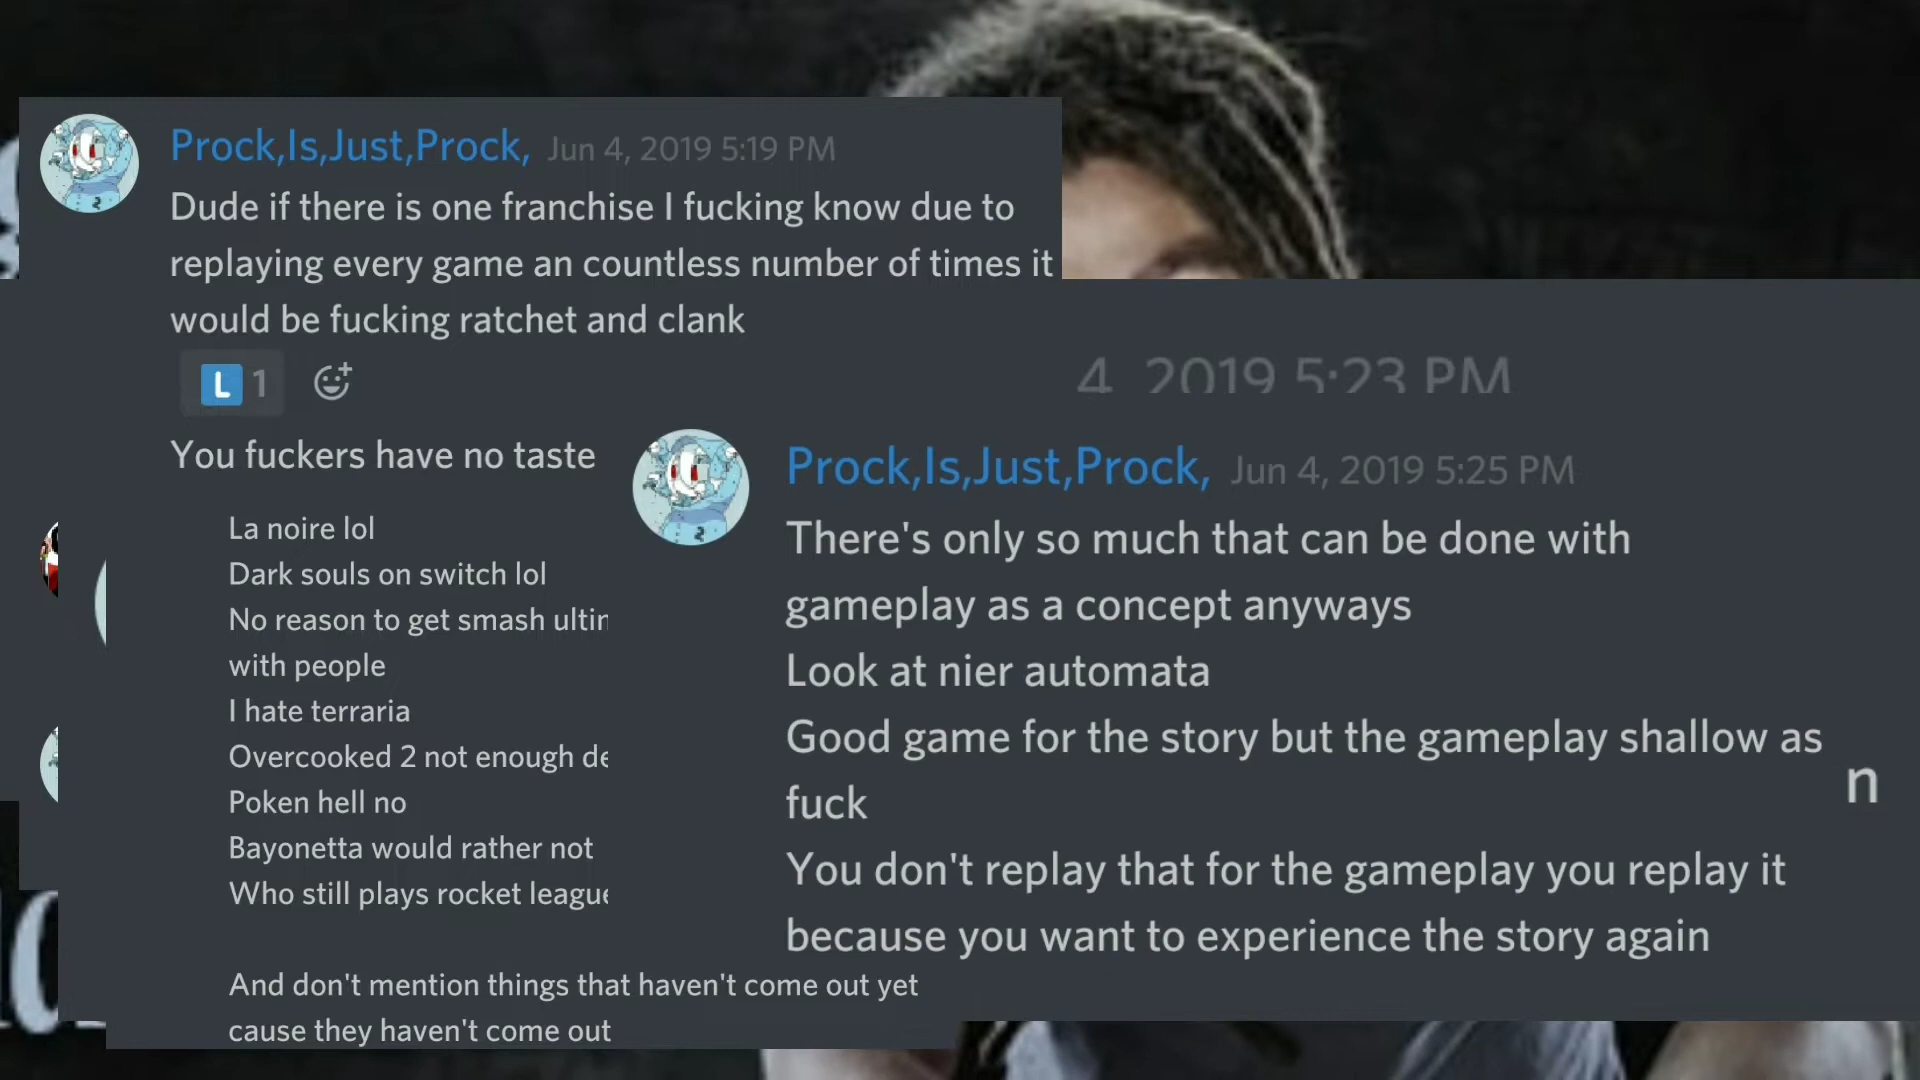 Prock,Is,Just,Prock, Jun 4, 2019 5:19 PM
Dude if there is one franchise I fucking know due to
replaying every game an countless number of times it
would be fucking ratchet and clank
L 1
You fuckers have no taste
La noire lol
Dark souls on switch lol
No reason to get smash
with people
I hate terraria
Overcooked 2 not enough
Poken hell no
Bayonetta would rather not
Who still plays rocket
And don't mention things that haven't come out yet
cause they haven't come out
4, 2019 5:23 PM
Prock,Is,Just,Prock, Jun 4, 2019 5:25 PM
There's only so much that can be done with
gameplay as a concept anyways
Look at nier automata
Good game for the story but the gameplay shallow as
fuck
You don't replay that for the gameplay you replay it
because you want to experience the story again
n